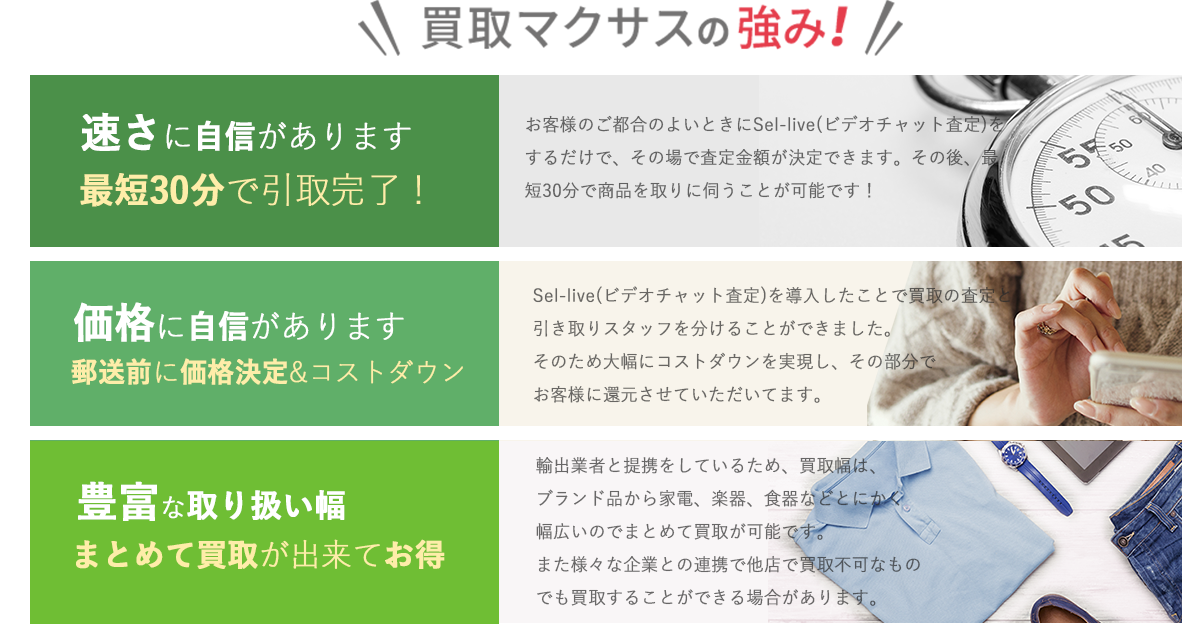 買取マクサスの強み!
速さに自信があります
最短30分で引取完了！
お客様のご都合のよいときにSel-live(ビデオチャット査定)を
するだけで、その場で査定金額が決定できます。その後、最
短30分で商品を取りに伺うことが可能です！
60
55
50
50
45
40
価格に自信があります
郵送前に価格決定&コストダウン
Sel-live(ビデオチャット査定)を導入したことで買取の査定と
引き取りスタッフを分けることができました。
そのため大幅にコストダウンを実現し、その部分で
お客様に還元させていただいてます。
豊富な取り扱い幅
まとめて買取が出来てお得
輸出業者と提携をしているため、買取幅は、
ブランド品から家電、楽器、食器などとにかく
幅広いのでまとめて買取が可能です。
また様々な企業との連携で他店で買取不可なもの
でも買取することができる場合があります。